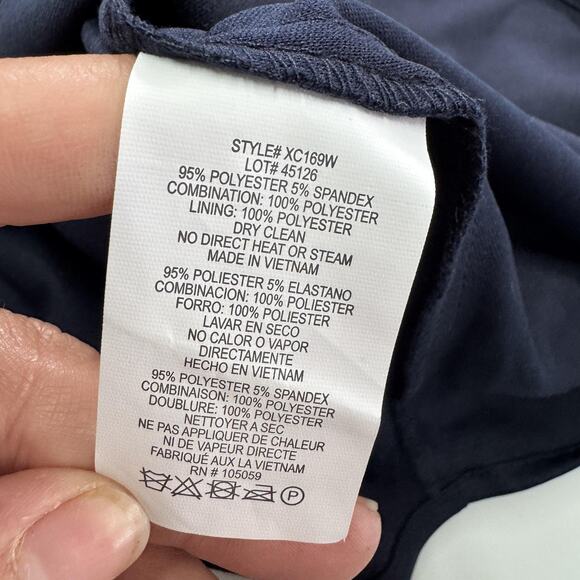 STYLE# XC169W
LOT# 45126
95% POLYESTER 5% SPANDEX
COMBINATION: 100% POLYESTER
LINING: 100% POLYESTER
DRY CLEAN
NO DIRECT HEAT OR STEAM
MADE IN VIETNAM
95% POLIESTER 5% ELASTANO
COMBINACION: 100% POLIESTER
FORRO: 100% POLIESTER
LAVAR EN SECO
NO CALOR O VAPOR
DIRECTAMENTE
HECHO EN VIETNAM
95% POLYESTER 5% SPANDEX
COMBINAISON: 100% POLYESTER
DOUBLURE: 100% POLYESTER
NETTOYER A SEC
NE PAS APPLIQUER DE CHALEUR
NI DE VAPEUR DIRECTE
FABRIQUÉ AUX LA VIETNAM
RN # 105059
P